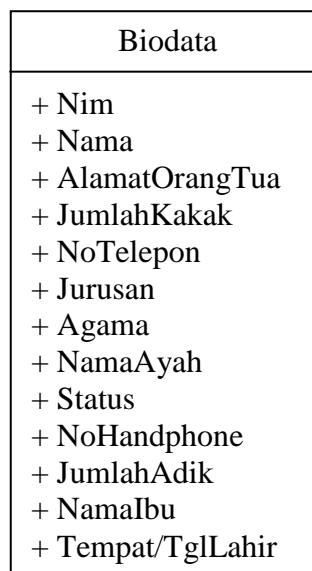 Biodata
+ Nim
+ Nama
+ AlamatOrangTua
+ JumlahKakak
+ NoTelepon
+ Jurusan
+ Agama
+ NamaAyah
+ Status
+ NoHandphone
+ JumlahAdik
+ NamaIbu
+ Tempat/TglLahir